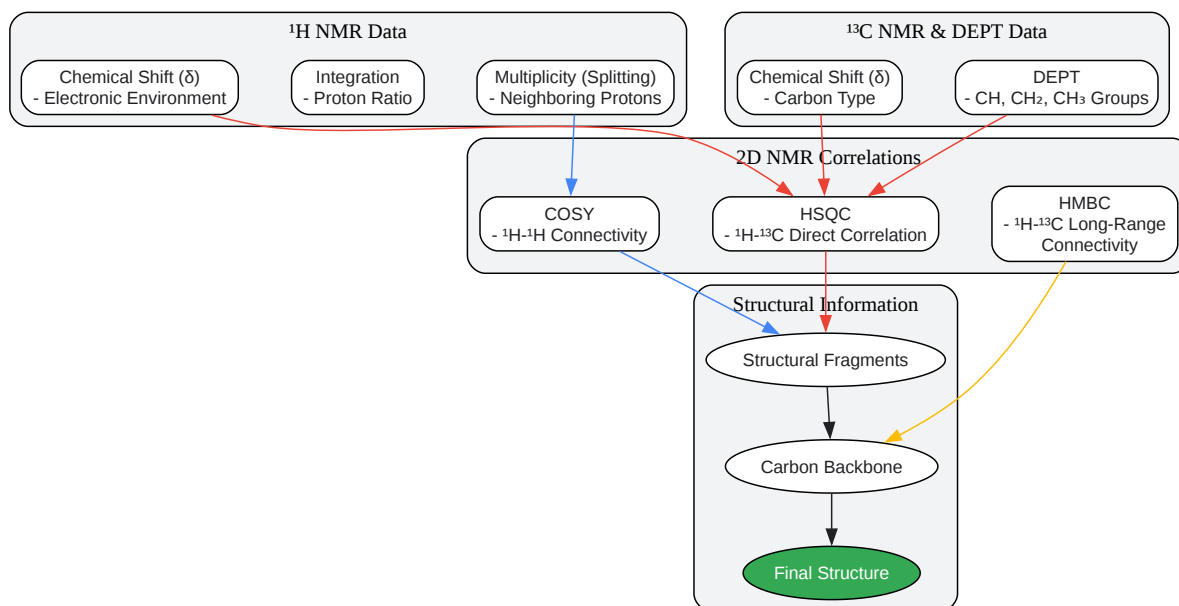 ¹H NMR Data
Chemical Shift (δ)
- Electronic Environment
Integration
- Proton Ratio
Multiplicity (Splitting)
- Neighboring Protons
¹³C NMR & DEPT Data
Chemical Shift (δ)
- Carbon Type
DEPT
- CH, CH₂, CH₃ Groups
2D NMR Correlations
COSY
- ¹H-¹H Connectivity
HSQC
- ¹H-¹³C Direct Correlation
HMBC
- ¹H-¹³C Long-Range
Connectivity
Structural Information
Structural Fragments
Carbon Backbone
Final Structure